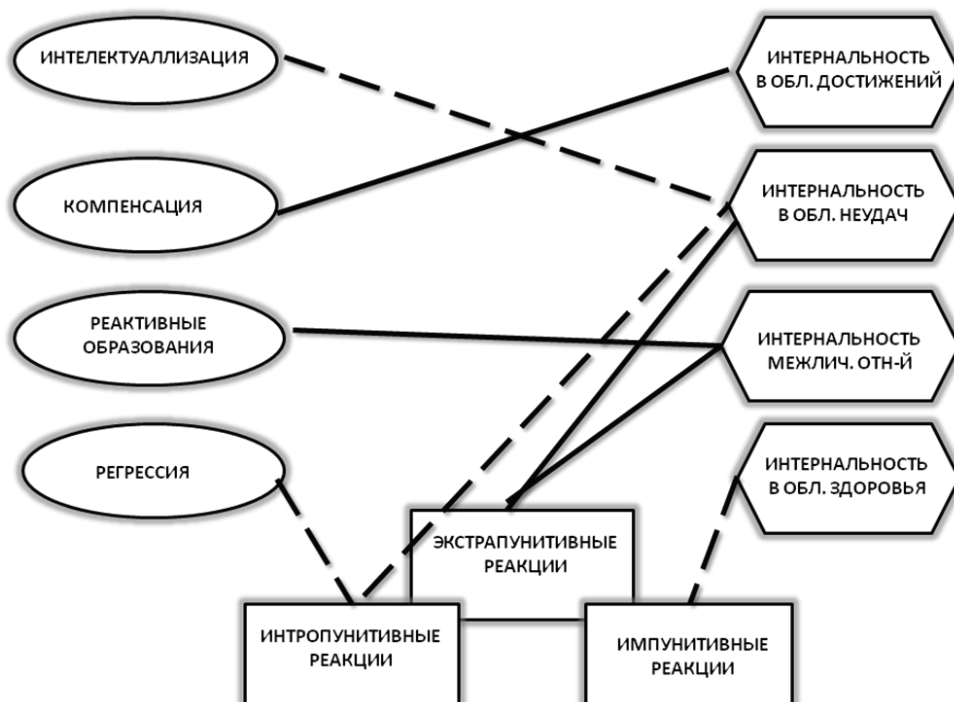 ИНТЕЛЕКТУАЛЛИЗАЦИЯ
КОМПЕНСАЦИЯ
РЕАКТИВНЫЕ
ОБРАЗОВАНИЯ
РЕГРЕССИЯ
ИНТЕРНАЛЬНОСТЬ
В ОБЛ. ДОСТИЖЕНИЙ
ИНТЕРНАЛЬНОСТЬ
В ОБЛ. НЕУДАЧ
ИНТЕРНАЛЬНОСТЬ
МЕЖЛИЧ. ОТН-Й
ИНТЕРНАЛЬНОСТЬ
В ОБЛ. ЗДОРОВЬЯ
ЭКСТРАПУНИТИВНЫЕ
РЕАКЦИИ
ИНТРОПУНИТИВНЫЕ
РЕАКЦИИ
ИМПУНИТИВНЫЕ
РЕАКЦИИ